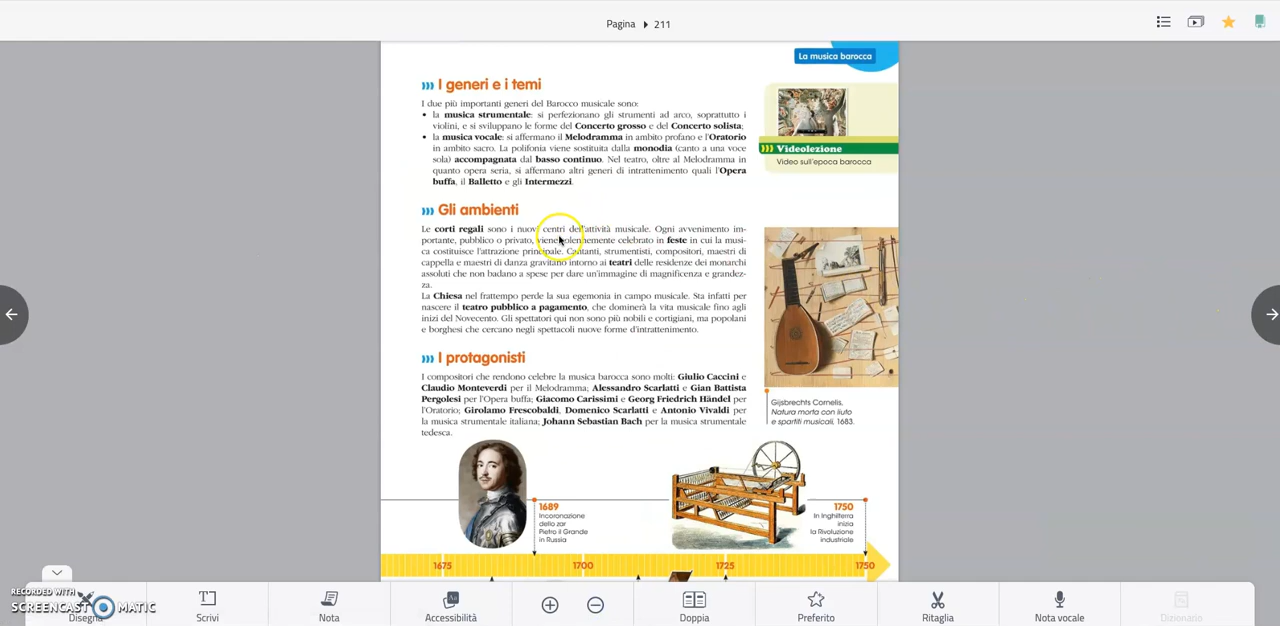 Pagina 211
La musica barocca
I generi e i temi
I due più importanti generi del Barocco musicale sono:
• la musica strumentale: si perfezionano gli strumenti ad arco, soprattutto i
violini, e si sviluppano le forme del Concerto grosso e del Concerto solista;
• la musica vocale: si affermano il Melodramma in ambito profano e l'Oratorio
in ambito sacro. La polifonia viene sostituita dalla monodia (canto a una voce
sola) accompagnata dal basso continuo. Nel teatro, oltre al Melodramma in
quanto opera seria, si affermano altri generi di intrattenimento quali l'Opera
buffa, il Balletto e gli Intermezzi.
Videolezione
Video sull'epoca barocca
Gli ambienti
Le corti regali sono i nuovi centri dell'attività musicale. Ogni avvenimento im-
portante, pubblico o privato, viene celebrato in feste in cui la musi-
ca costituisce l'attrazione principale. Cantanti, strumentisti, compositori, maestri di
cappella e maestri di danza gravitano intorno ai teatri delle residenze dei monarchi
assoluti che non badano a spese per dare un'immagine di magnificenza e grandez-
za.
La Chiesa nel frattempo perde la sua egemonia in campo musicale. Sta infatti per
nascere il teatro pubblico a pagamento, che dominerà la vita musicale fino agli
inizi del Novecento. Gli spettatori qui non sono più nobili e cortigiani, ma popolani
e borghesi che cercano negli spettacoli nuove forme d'intrattenimento.
Gijsbrechts Cornelis,
Natura morta con liuto
e spartiti musicali, 1683.
I protagonisti
I compositori che rendono celebre la musica barocca sono molti: Giulio Caccini e
Claudio Monteverdi per il Melodramma; Alessandro Scarlatti e Gian Battista
Pergolesi per l'Opera buffa; Giacomo Carissimi e Georg Friedrich Händel per
l'Oratorio; Girolamo Frescobaldi, Domenico Scarlatti e Antonio Vivaldi per
la musica strumentale italiana; Johann Sebastian Bach per la musica strumentale
tedesca.
1689
Incoronazione
dello zar
Pietro il Grande
in Russia
1750
In Inghilterra
inizia
la Rivoluzione
industriale
1675 1700 1725 1750
RECORDED WITH
SCREENCAST MATIC
Disegna Scrivi Nota Accessibilità Doppia Preferito Ritaglia Nota vocale Dizionario